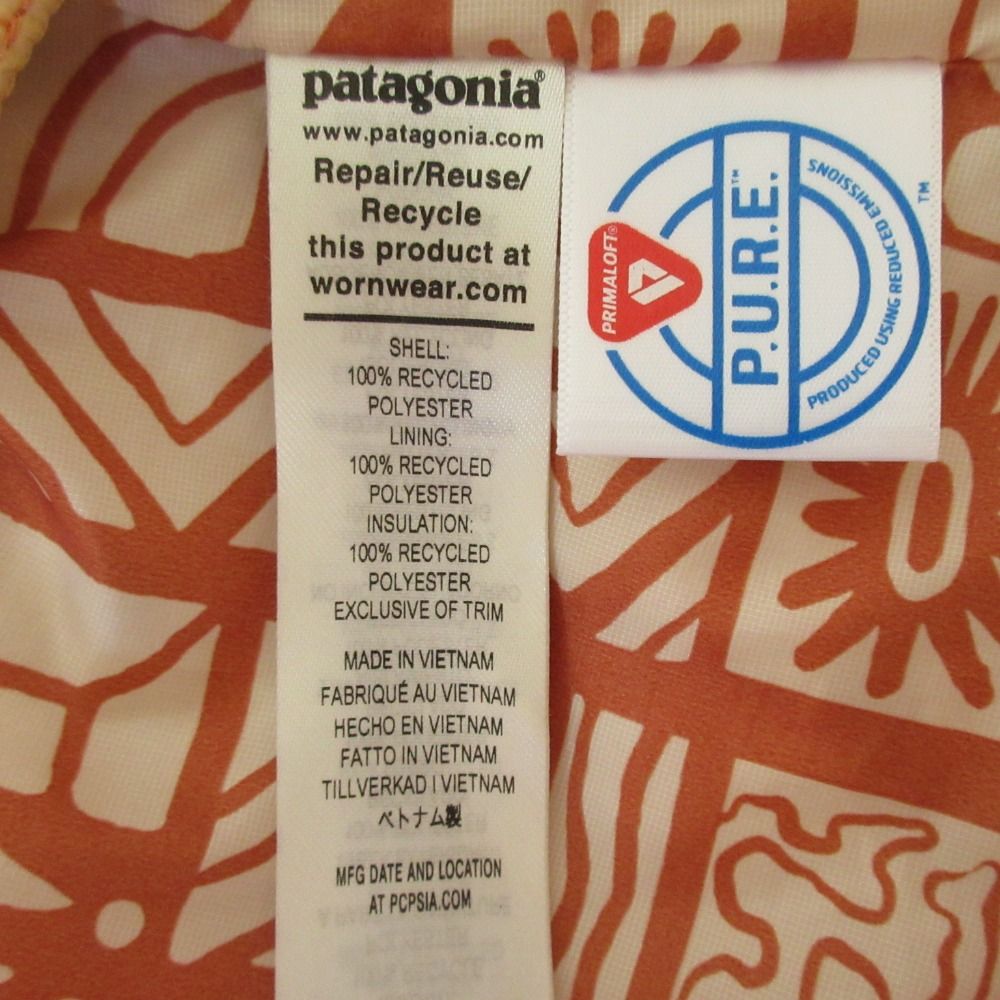 patagonia®
www.patagonia.com
Repair/Reuse/
Recycle
this product at
wornwear.com
SHELL:
100% RECYCLED
POLYESTER
LINING:
100% RECYCLED
POLYESTER
INSULATION:
100% RECYCLED
POLYESTER
EXCLUSIVE OF TRIM
MADE IN VIETNAM
FABRIQUÉ AU VIETNAM
HECHO EN VIETNAM
FATTO IN VIETNAM
TILLVERKAD I VIETNAM
ベトナム製
MFG DATE AND LOCATION
AT PCPSIA.COM
PRIMALOFT®
P.U.R.E.™
PRODUCED USING REDUCED EMISSIONS
™